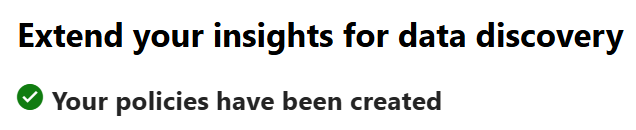 Extend your insights for data discovery
Your policies have been created